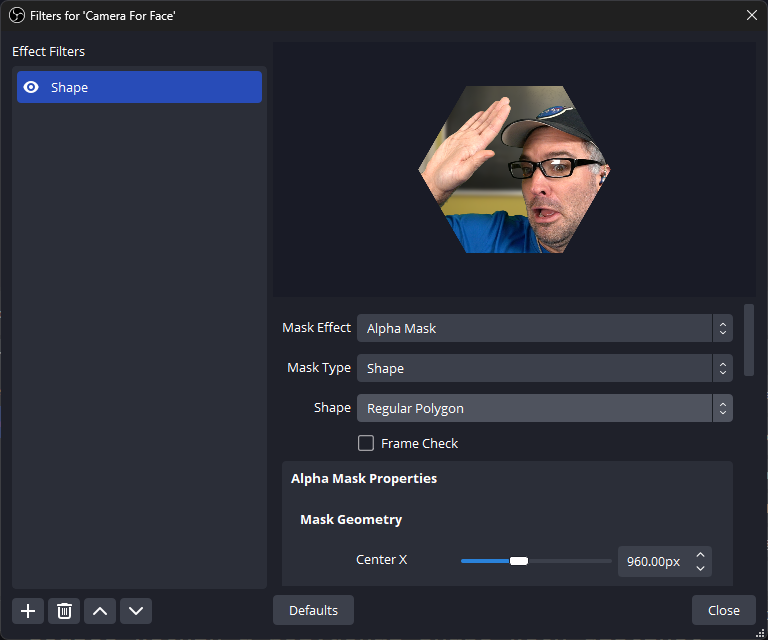 Filters for 'Camera For Face'
Effect Filters
Shape
Mask Effect
Alpha Mask
Mask Type
Shape
Shape
Regular Polygon
Frame Check
Alpha Mask Properties
Mask Geometry
Center X
960.00px
Defaults
Close